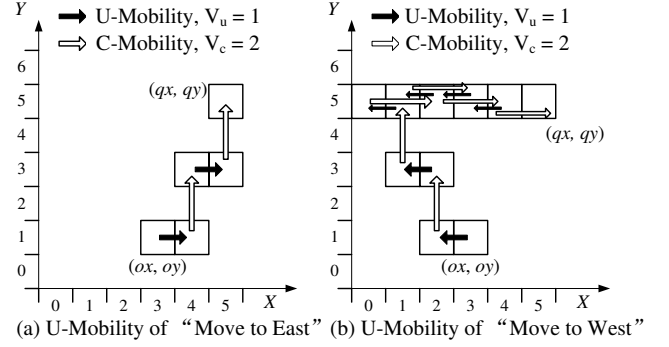 Y
U-Mobility, Vu = 1
C-Mobility, Vc = 2
6
5
4
3
2
1
0
(qx, qy)
(ox, oy)
0 1 2 3 4 5 X
(a) U-Mobility of “Move to East”
Y
U-Mobility, Vu = 1
C-Mobility, Vc = 2
6
5
4
3
2
1
0
(qx, qy)
(ox, oy)
0 1 2 3 4 5 X
(b) U-Mobility of “Move to West”